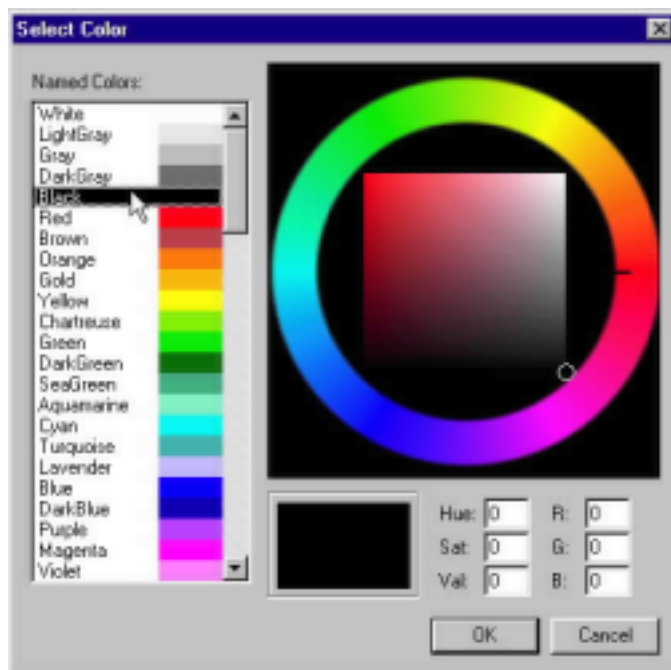 Select Color
Named Colors:
White
LightGray
Gray
DarkGray
Black
Red
Brown
Orange
Gold
Yellow
Chartreuse
Green
DarkGreen
SeaGreen
Aquamarine
Cyan
Turquoise
Lavender
Blue
DarkBlue
Purple
Magenta
Violet
Hue: 0 R: 0
Sat: 0 G: 0
Val: 0 B: 0
OK Cancel